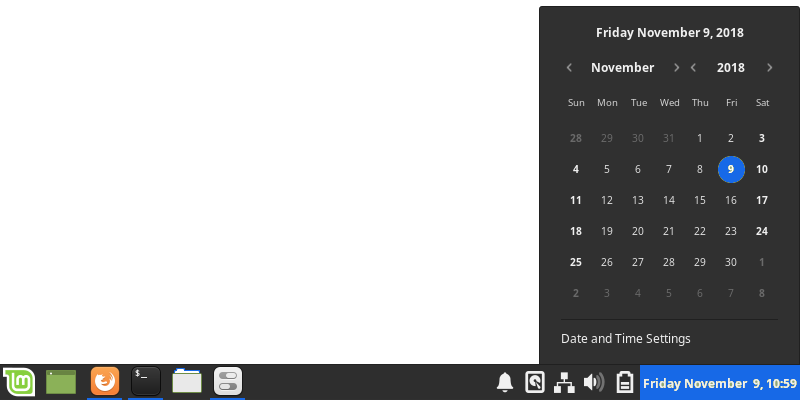 Friday November 9, 2018
November 2018
Sun Mon Tue Wed Thu Fri Sat
28 29 30 31 1 2 3
4 5 6 7 8 9 10
11 12 13 14 15 16 17
18 19 20 21 22 23 24
25 26 27 28 29 30 1
2 3 4 5 6 7 8
Date and Time Settings
$_
Friday November  9, 10:59